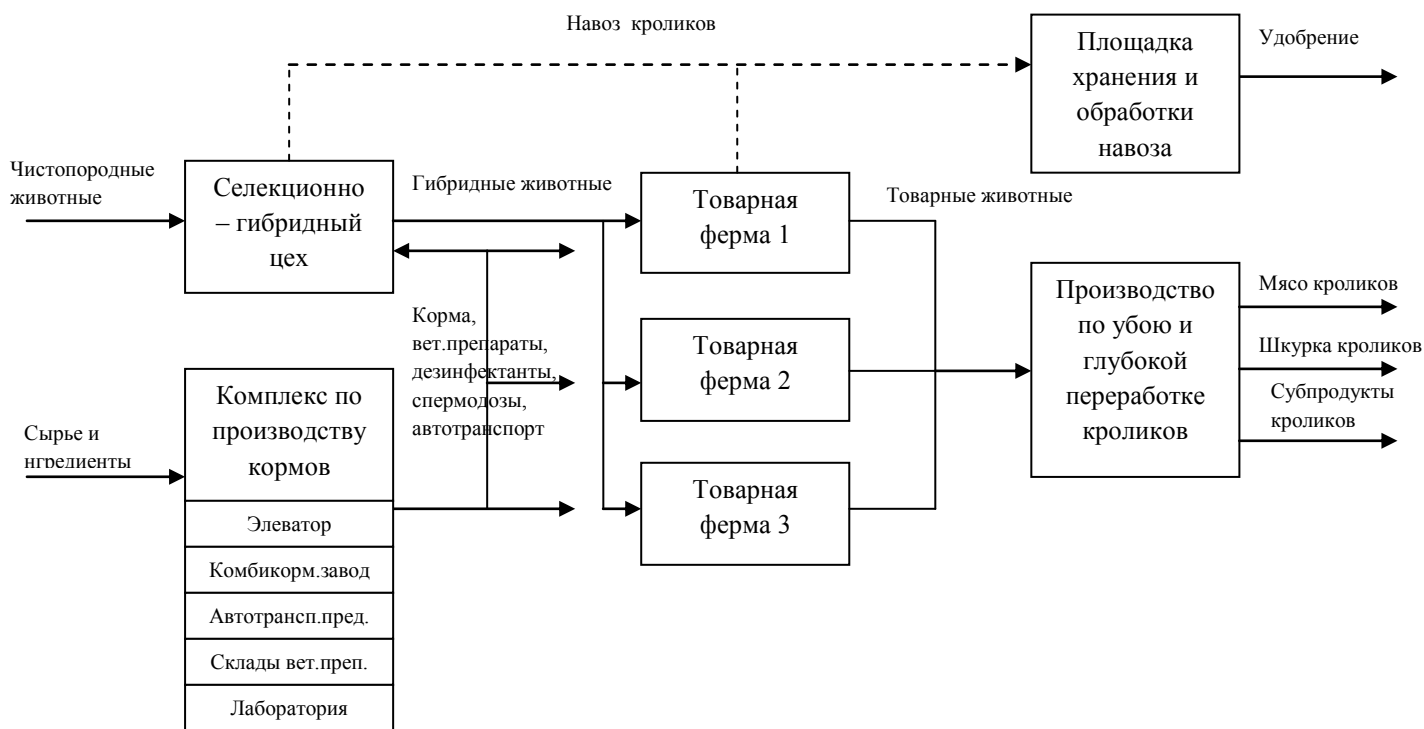 Навоз кроликов
Площадка
хранения и
обработки
навоза
Удобрение
Чистопородные
животные
Селекционно
– гибридный
цех
Гибридные животные
Товарная
ферма 1
Товарные животные
Корма,
вет.препараты,
дезинфектанты,
спермодозы,
автотранспорт
Товарная
ферма 2
Товарная
ферма 3
Производство
по убою и
глубокой
переработке
кроликов
Мясо кроликов
Шкурка кроликов
Субпродукты
кроликов
Сырье и
нгредиенты
Комплекс по
производству
кормов
Элеватор
Комбикорм.завод
Автотрансп.пред.
Склады вет.преп.
Лаборатория